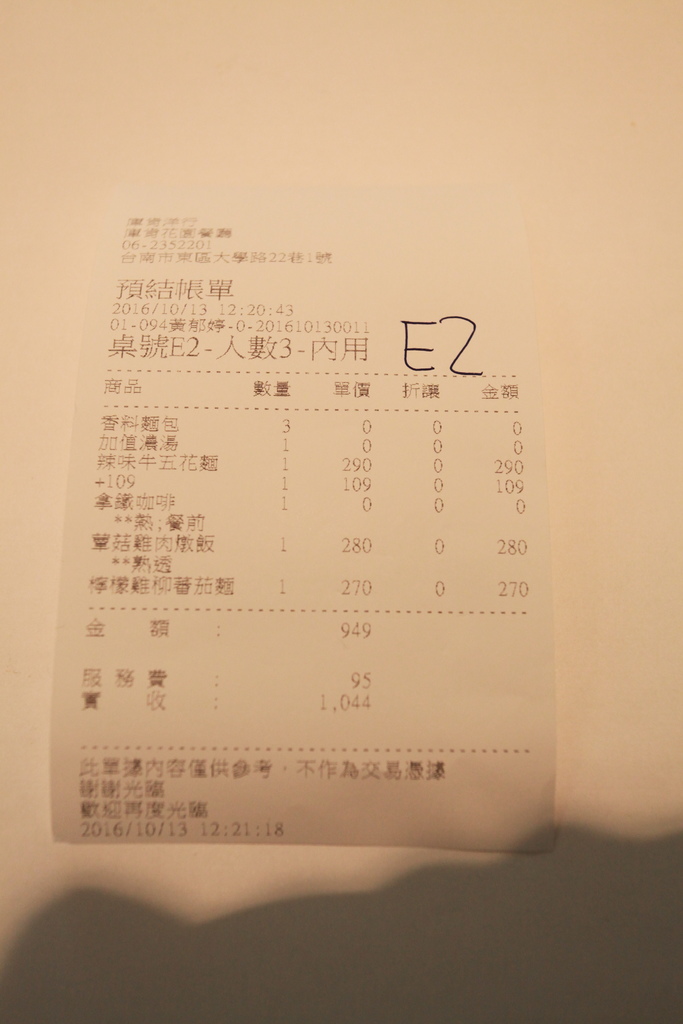 庫肯洋行
庫肯花園餐廳
06-2352201
台南市東區大學路22巷1號
預結帳單
2016/10/13 12:20:43
01-094黃郁婷-0-201610130011
桌號E2-人數3-內用 E2
商品 數量 單價 折讓 金額
香料麵包 3 0 0 0
加值濃湯 1 0 0 0
辣味牛五花麵 1 290 0 290
+109 1 109 0 109
拿鐵咖啡 1 0 0 0
**熱;餐前
蕈菇雞肉燉飯 1 280 0 280
**熟透
檸檬雞柳蕃茄麵 1 270 0 270
金額: 949
服務費: 95
實收: 1,044
此單據內容僅供參考,不作為交易憑據
謝謝光臨
歡迎再度光臨
2016/10/13 12:21:18